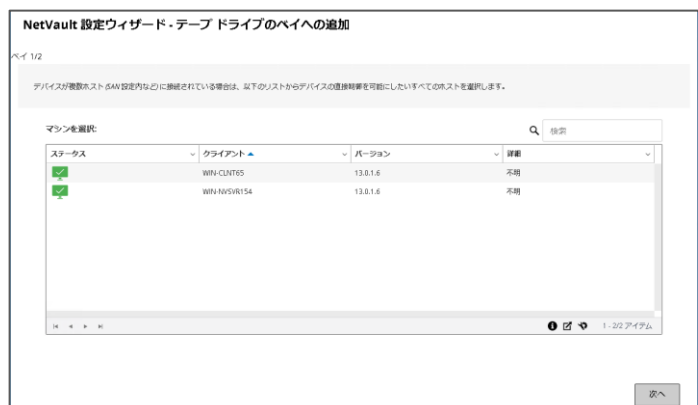 NetVault 設定ウィザード - テープ ドライブのベイへの追加
ベイ 1/2
デバイスが複数ホスト (SAN 設定内など) に接続されている場合は、以下のリストからデバイスの直接制御を可能にしたいすべてのホストを選択します。
マシンを選択:
検索
ステータス クライアント バージョン 詳細
WIN-CLNT65 13.0.1.6 不明
WIN-NVSVR154 13.0.1.6 不明
1 - 2/2 アイテム
次へ